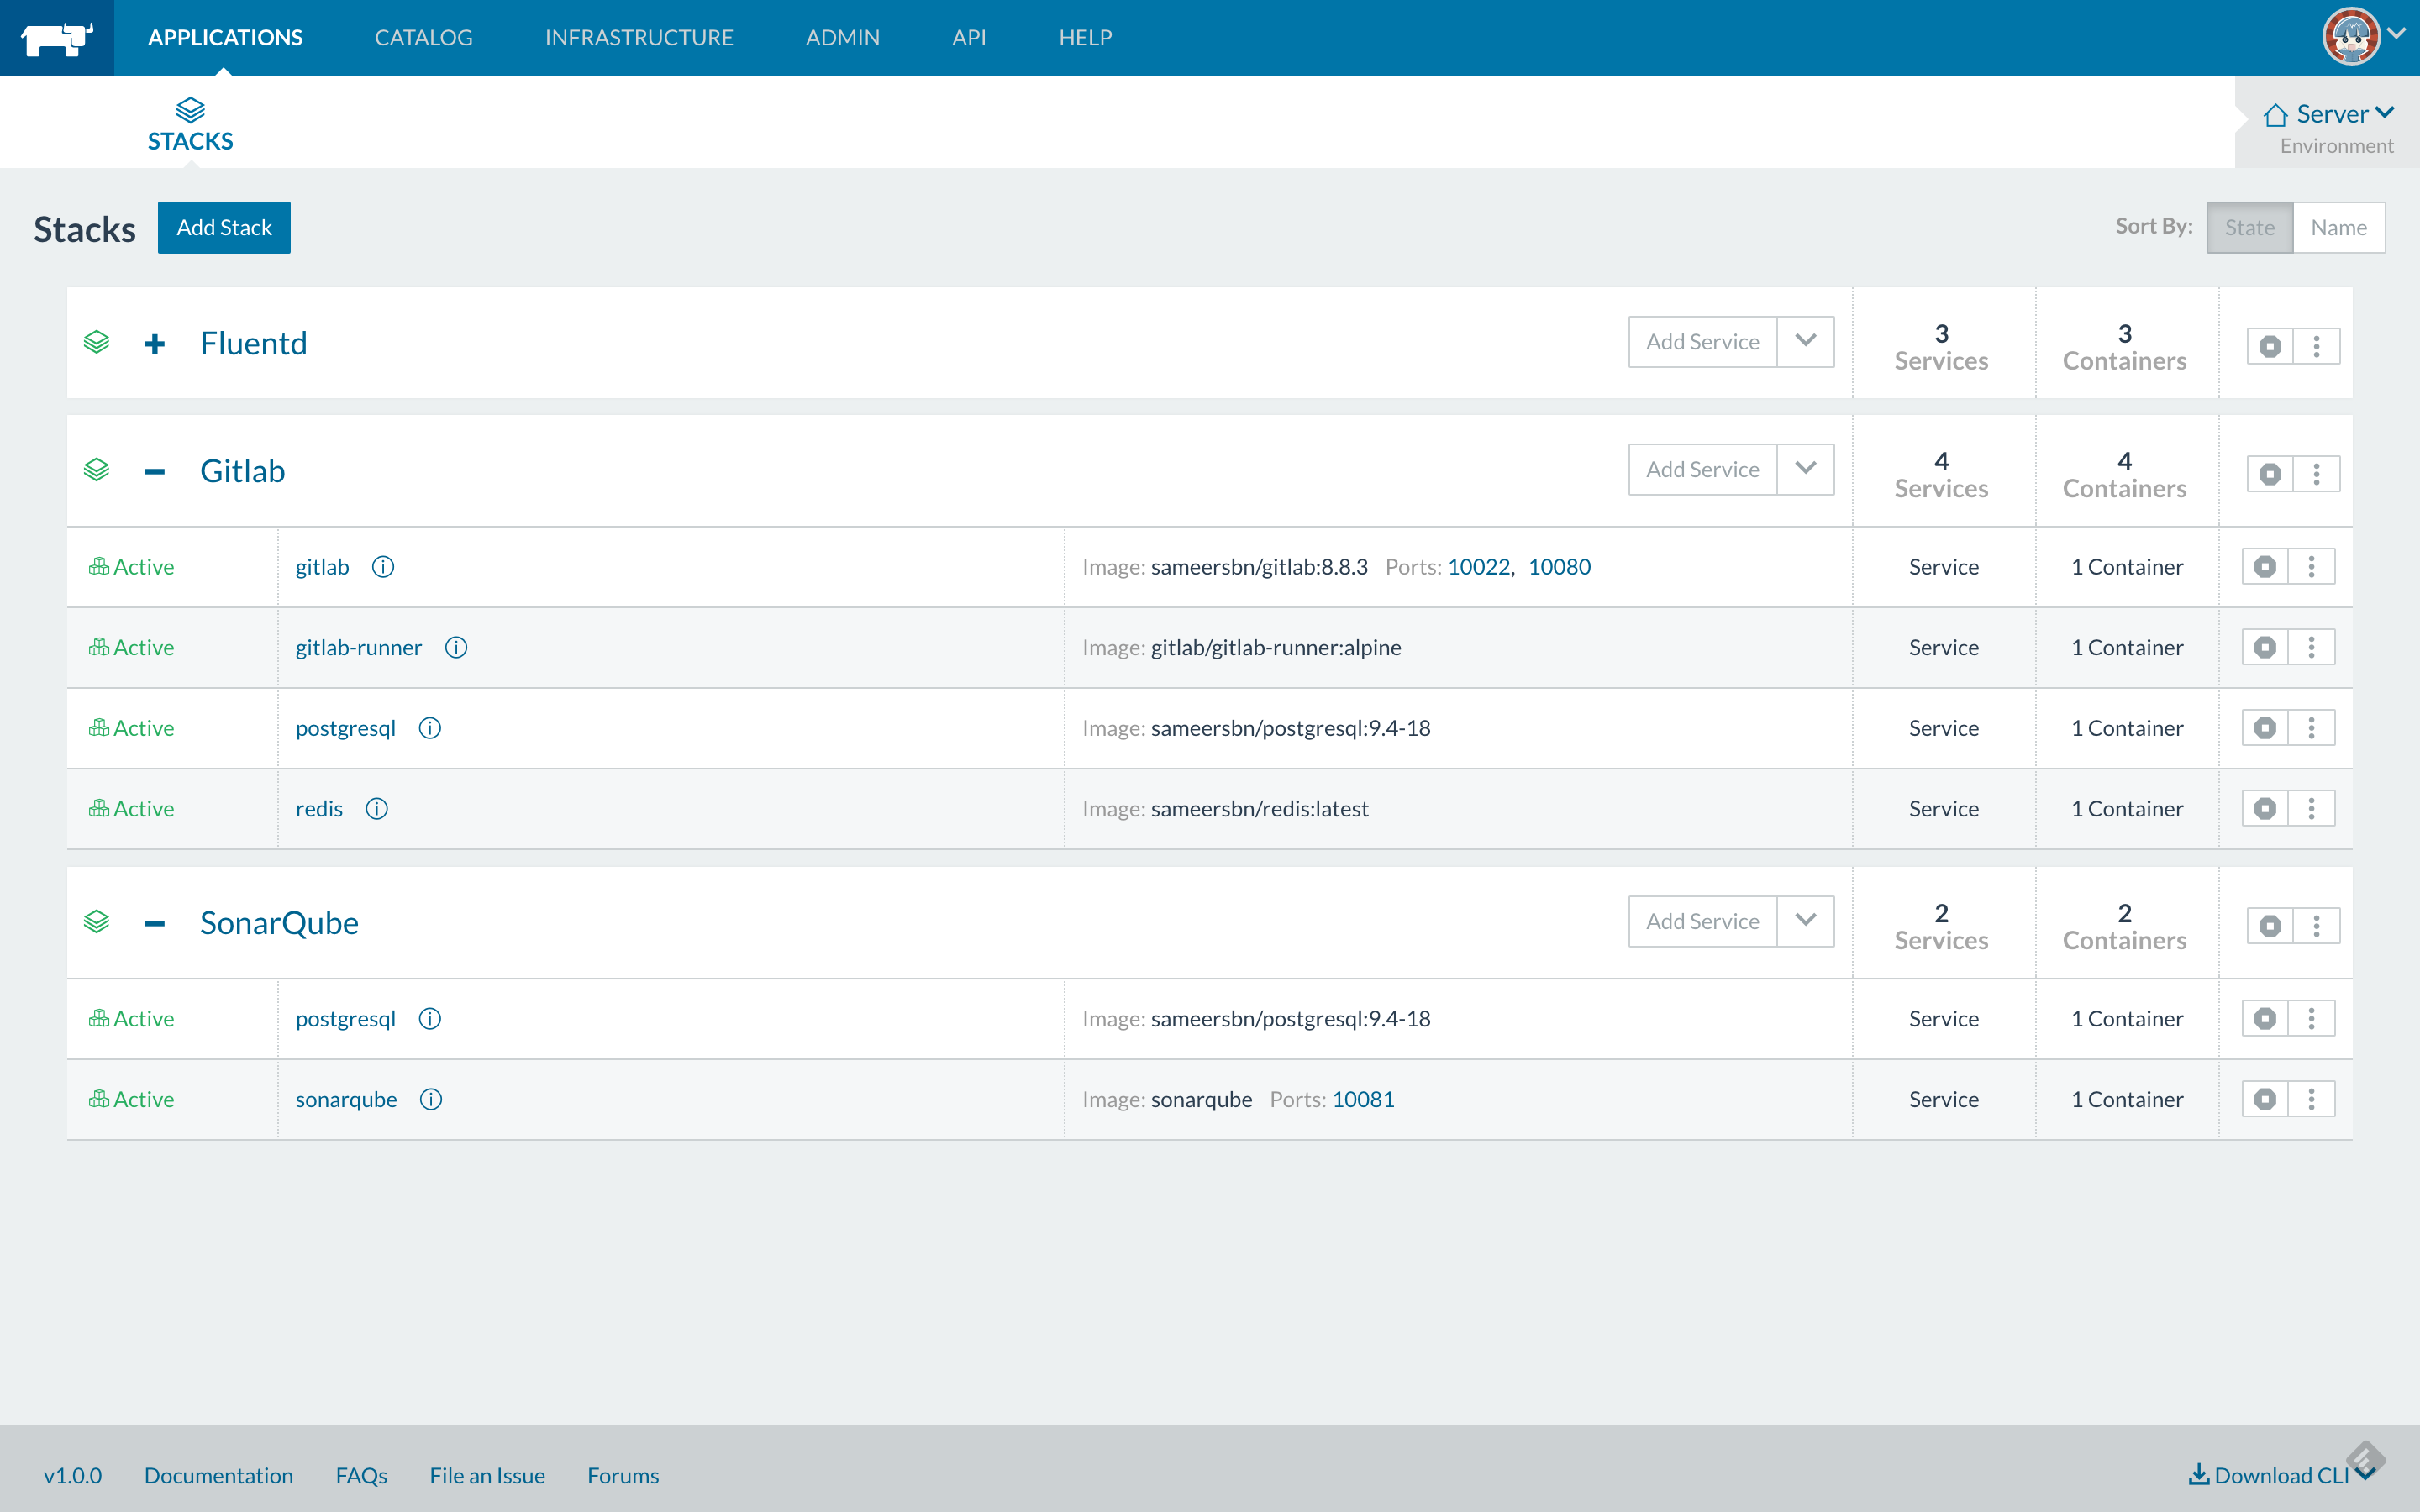 APPLICATIONS CATALOG INFRASTRUCTURE ADMIN API HELP
STACKS
Server
Environment
Stacks Add Stack Sort By: State Name
Fluentd Add Service 3 Services 3 Containers
Gitlab Add Service 4 Services 4 Containers
Active gitlab Image: sameersbn/gitlab:8.8.3 Ports: 10022, 10080 Service 1 Container
Active gitlab-runner Image: gitlab/gitlab-runner:alpine Service 1 Container
Active postgresql Image: sameersbn/postgresql:9.4-18 Service 1 Container
Active redis Image: sameersbn/redis:latest Service 1 Container
SonarQube Add Service 2 Services 2 Containers
Active postgresql Image: sameersbn/postgresql:9.4-18 Service 1 Container
Active sonarqube Image: sonarqube Ports: 10081 Service 1 Container
v1.0.0 Documentation FAQs File an Issue Forums Download CLI